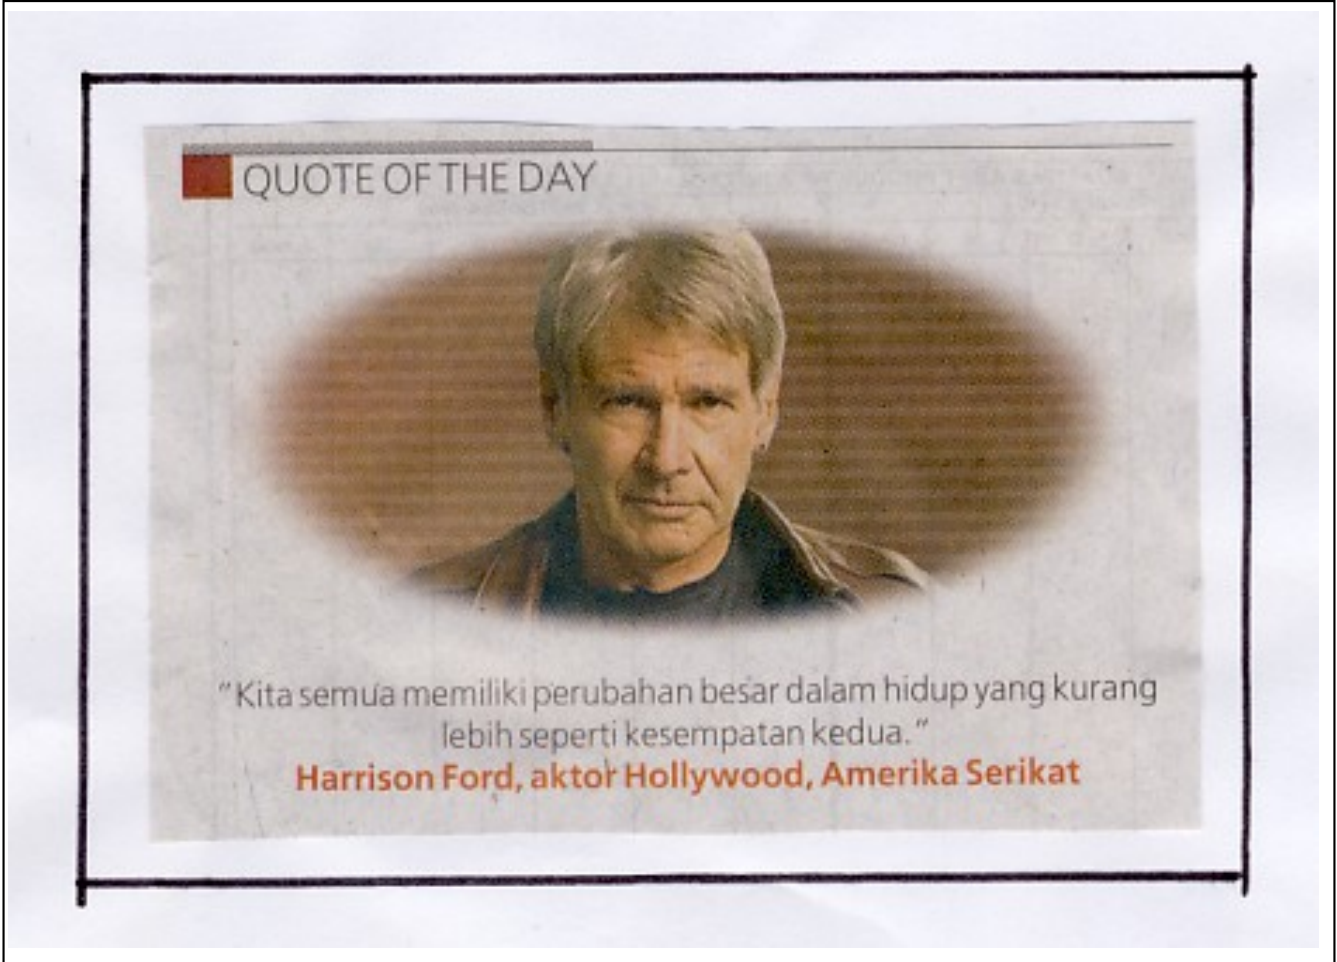 QUOTE OF THE DAY
"Kita semua memiliki perubahan besar dalam hidup yang kurang
lebih seperti kesempatan kedua."
Harrison Ford, aktor Hollywood, Amerika Serikat